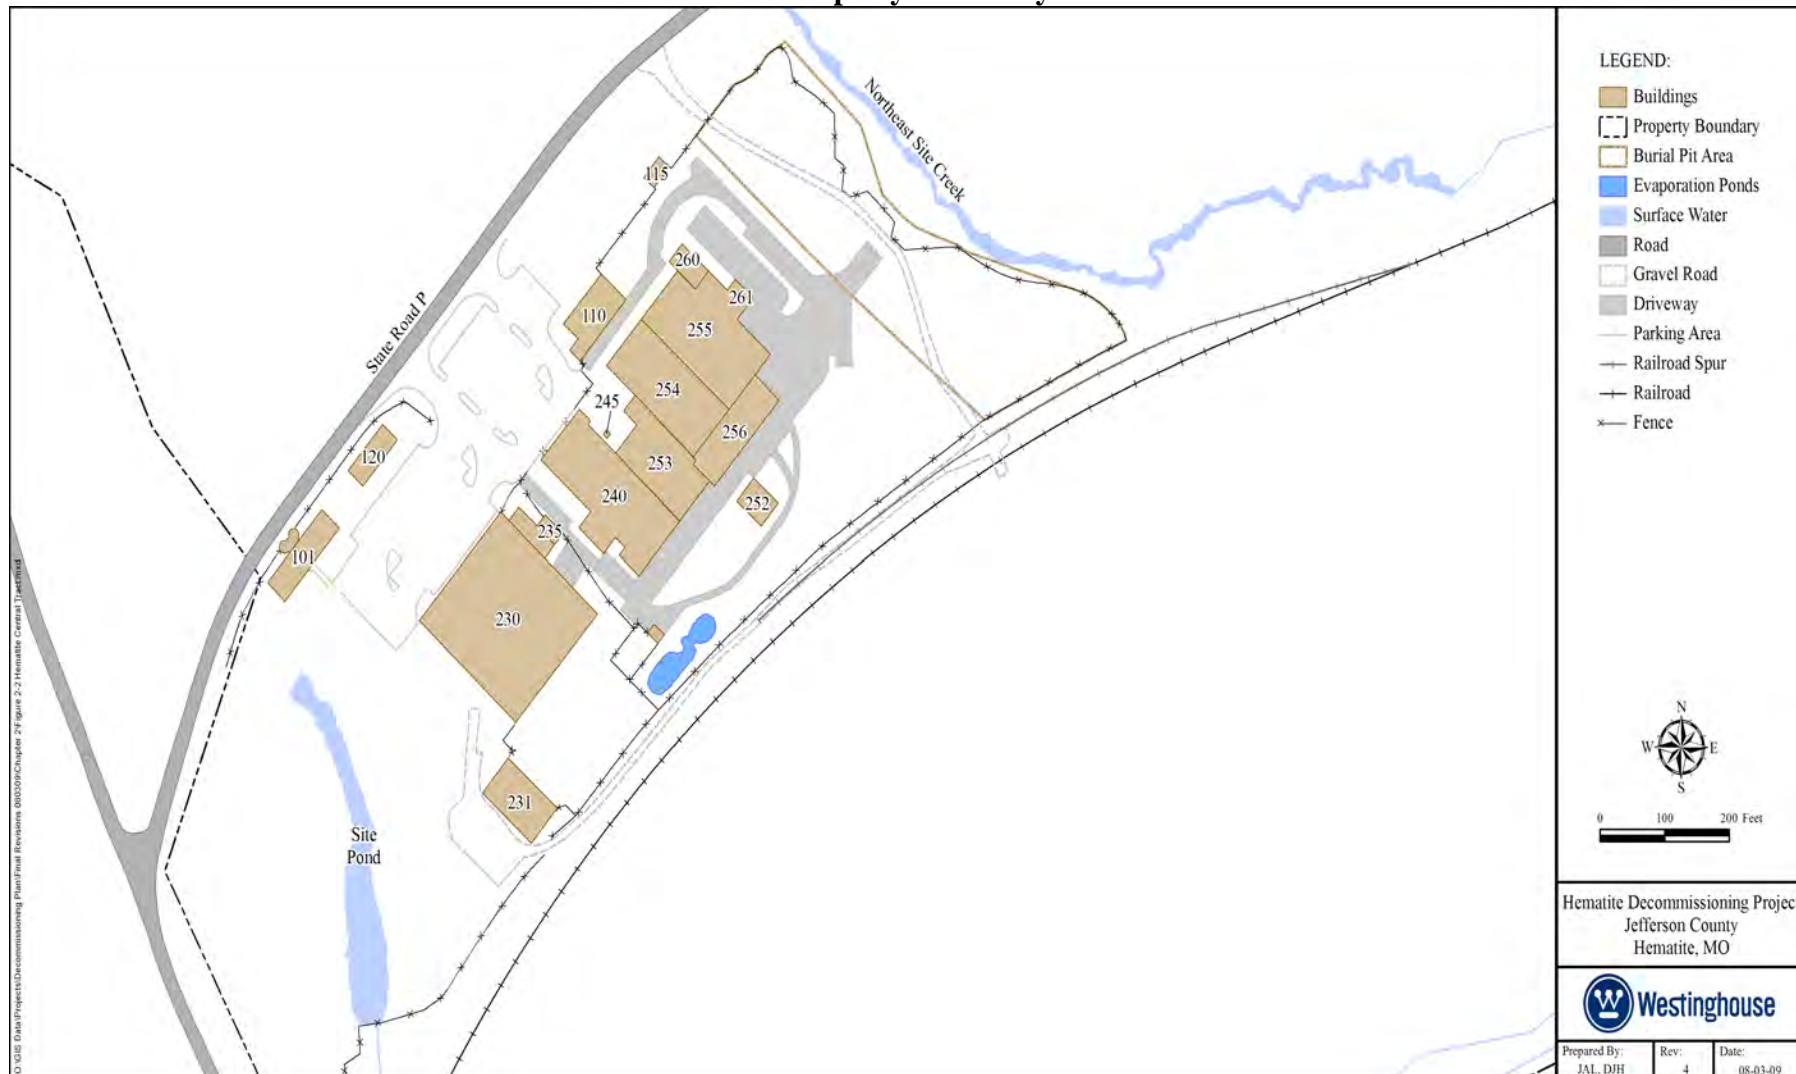 Northeast Site Creek
State Road P
115
260
261
110
255
254
245
256
120
253
240
252
235
101
230
231
Site
Pond
LEGEND:
Buildings
Property Boundary
Burial Pit Area
Evaporation Ponds
Surface Water
Road
Gravel Road
Driveway
Parking Area
Railroad Spur
Railroad
Fence
N
W E
S
0 100 200 Feet
Hematite Decommissioning Projec
Jefferson County
Hematite, MO
Westinghouse
Prepared By: Rev: Date:
JAL, DJH 4 08-03-09